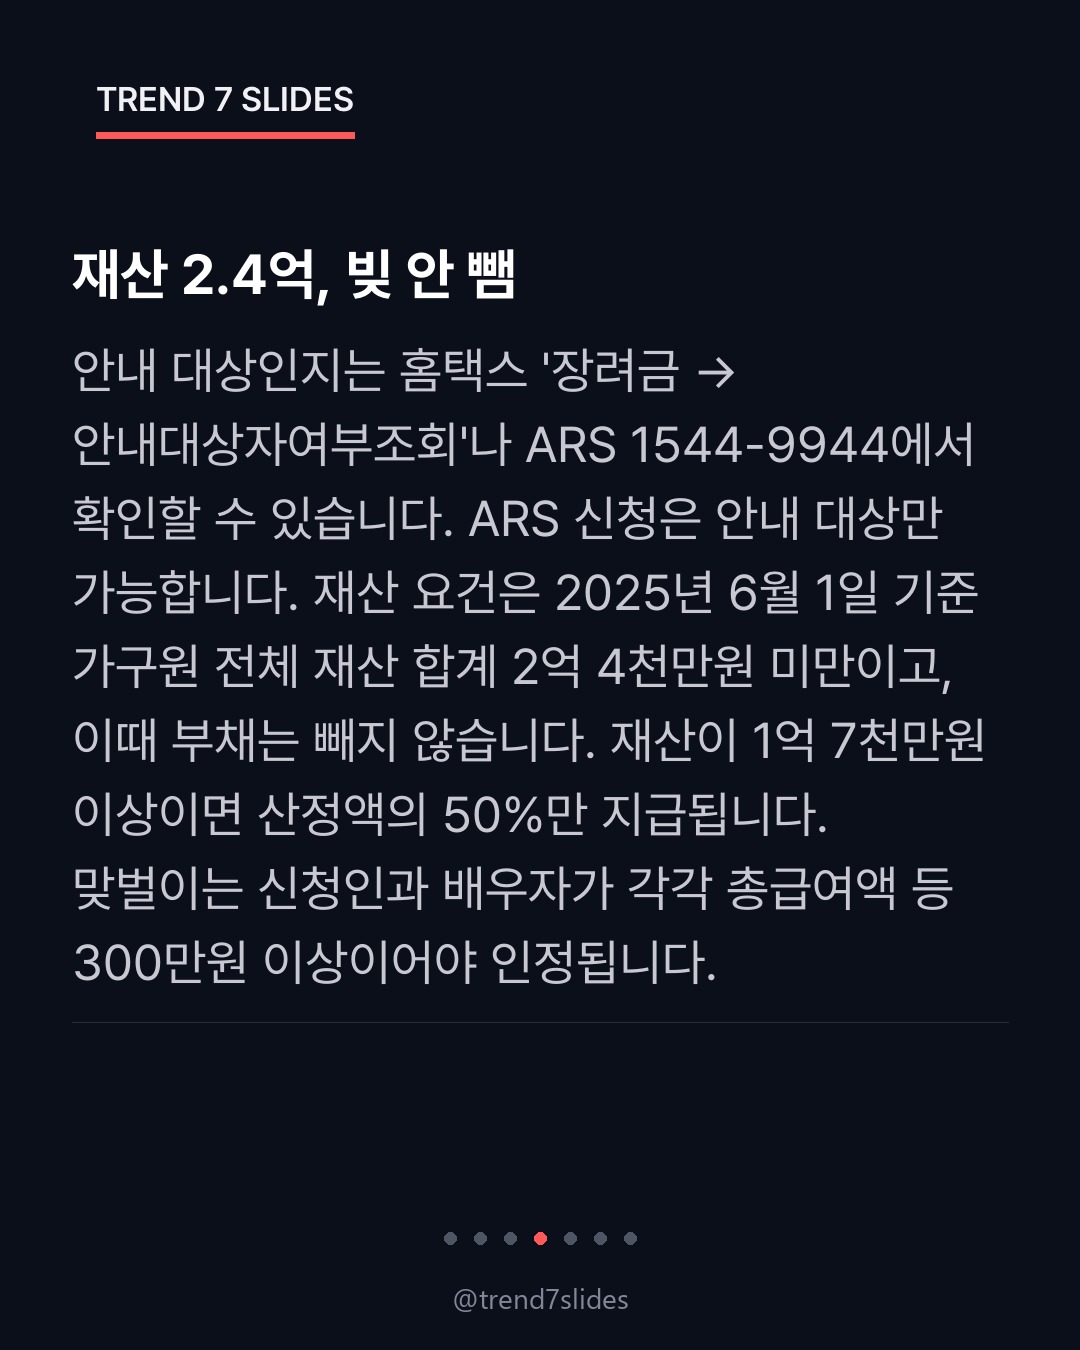 TREND 7 SLIDES
재산 2.4억, 빚 안 뺌
안내 대상인지는 홈택스 '장려금 →
안내대상자여부조회'나 ARS 1544-9944에서
확인할 수 있습니다. ARS 신청은 안내 대상만
가능합니다. 재산 요건은 2025년 6월 1일 기준
가구원 전체 재산 합계 2억 4천만원 미만이고,
이때 부채는 빼지 않습니다. 재산이 1억 7천만원
이상이면 산정액의 50%만 지급됩니다.
맞벌이는 신청인과 배우자가 각각 총급여액 등
300만원 이상이어야 인정됩니다.
@trend7slides